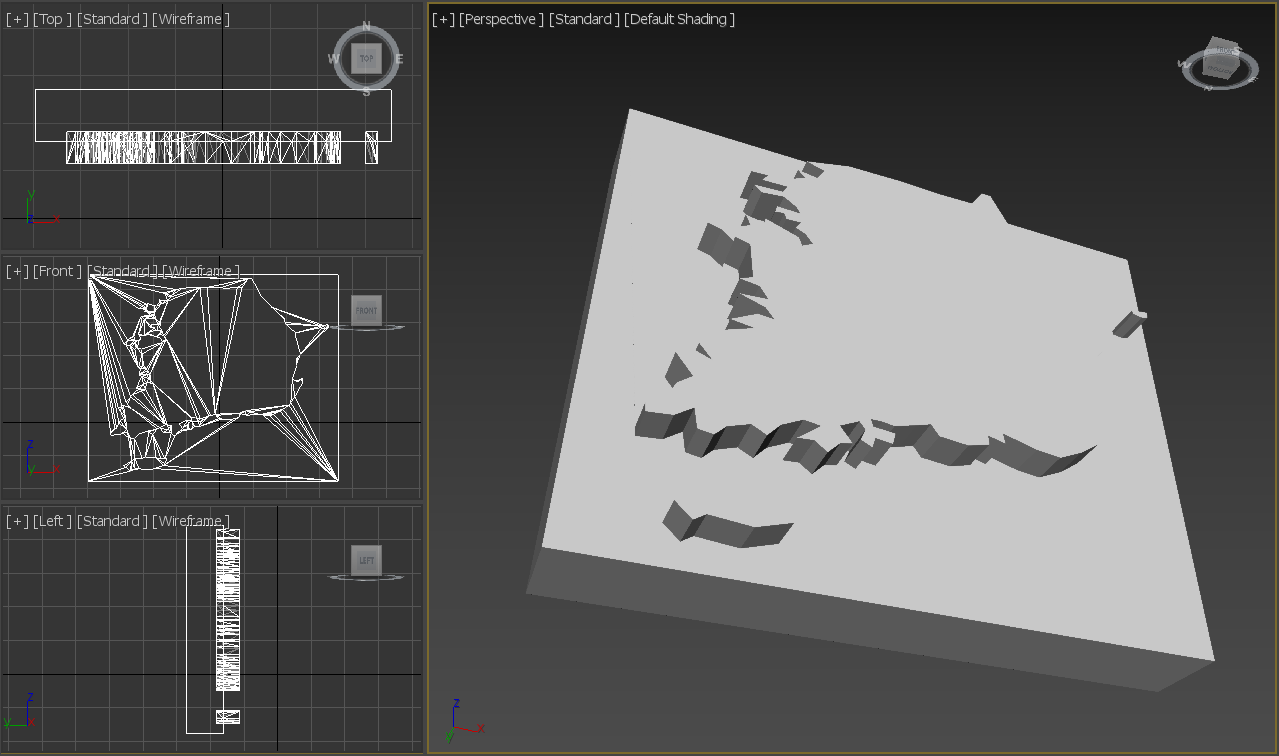 [+] [Top ] [Standard ] [Wireframe ]
N
W TOP E
S
y
z x
[+] [Front ] [Standard ] [Wireframe ]
FRONT
z
y x
[+] [Left ] [Standard ] [Wireframe ]
LEFT
z
y x
[+] [Perspective ] [Standard ] [Default Shading ]
S
W E
N
z
y x